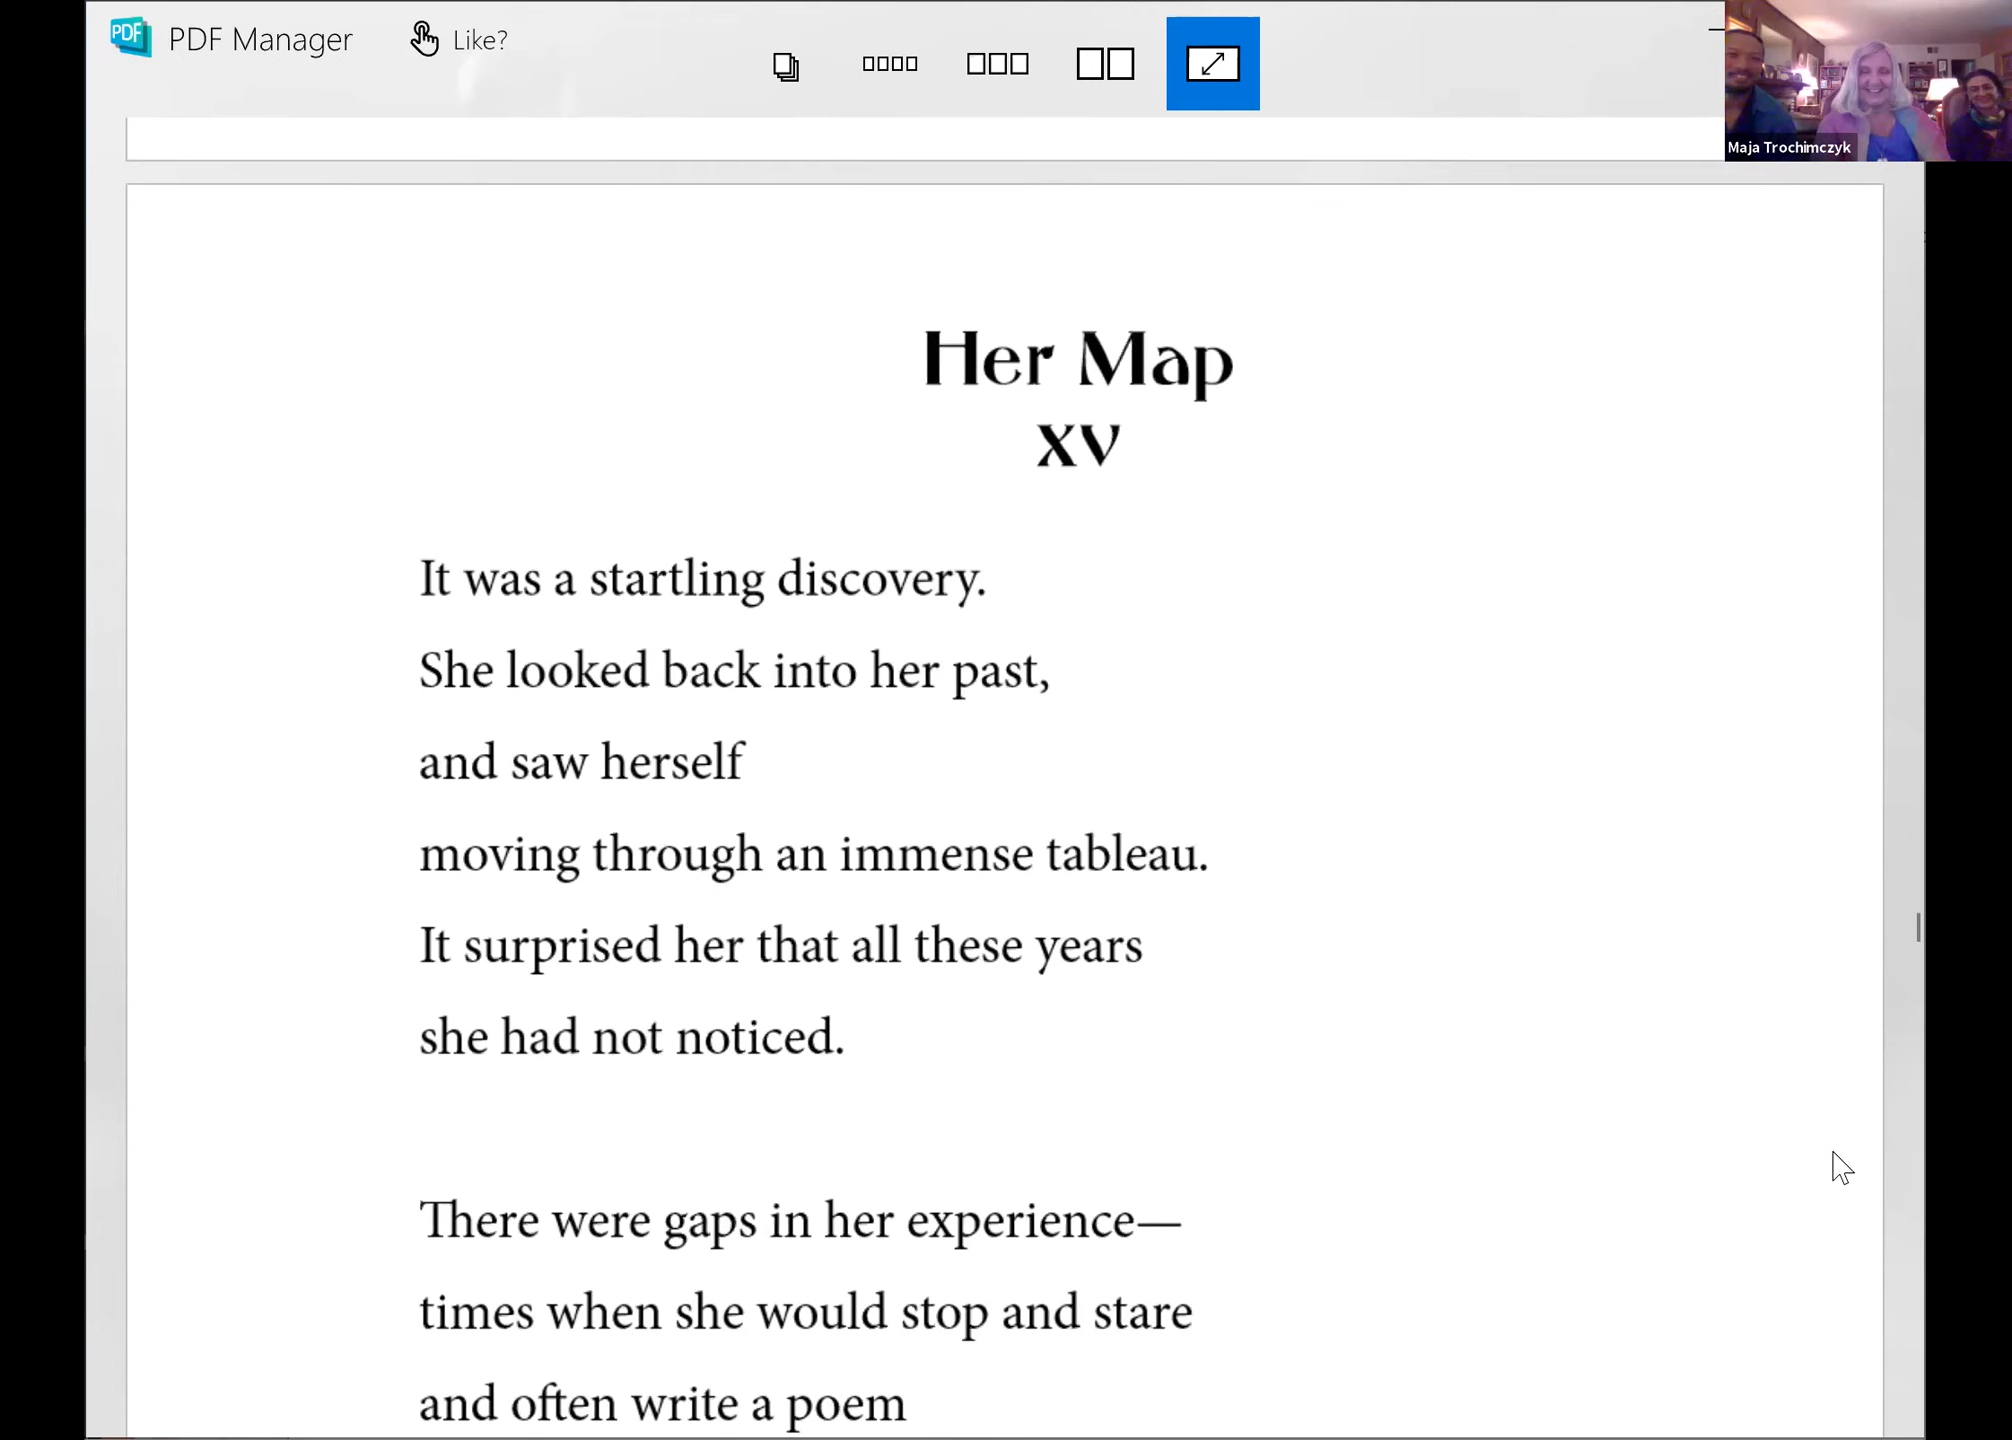 PDF PDF Manager Like?
Maja Trochimczyk
Her Map
XV
It was a startling discovery.
She looked back into her past,
and saw herself
moving through an immense tableau.
It surprised her that all these years
she had not noticed.
There were gaps in her experience—
times when she would stop and stare
and often write a poem